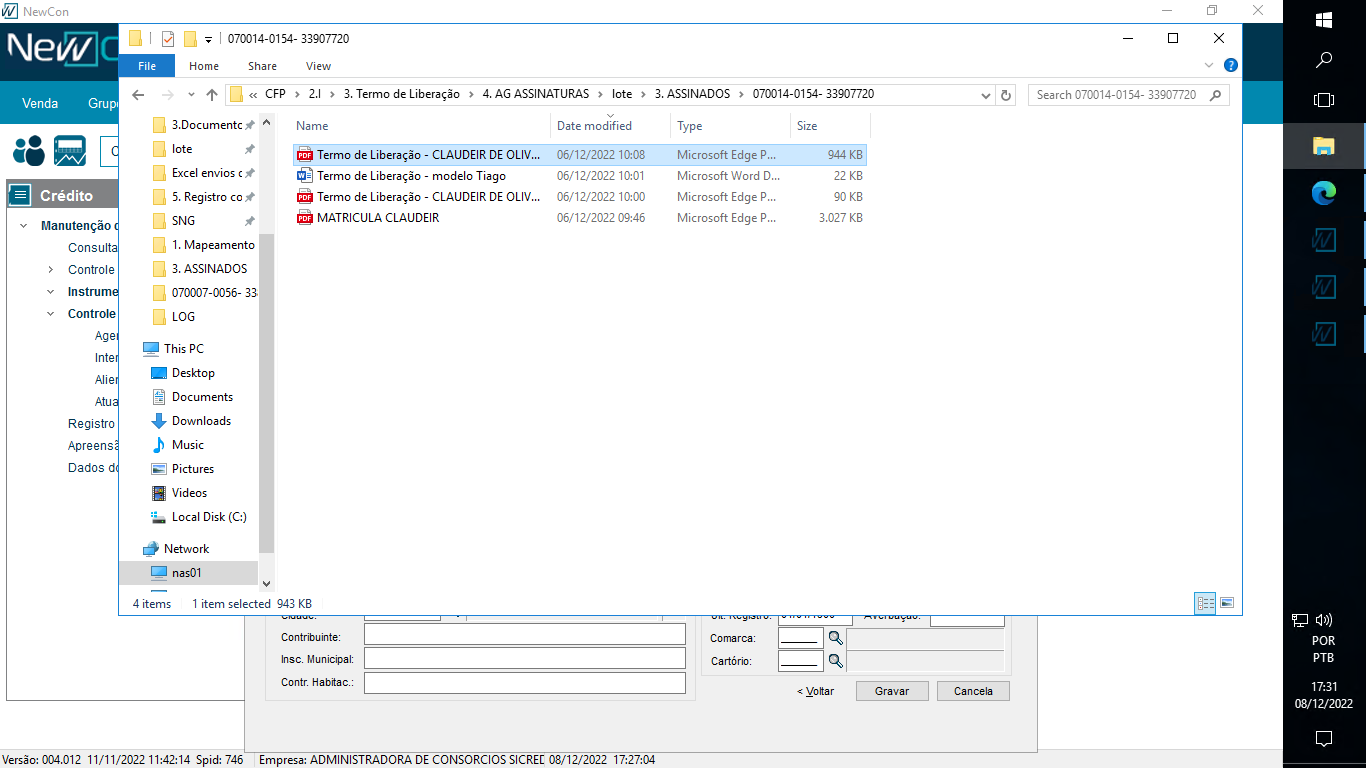 NewCon
070014-0154- 33907720
NewC
File
Home
Share
View
Venda
Grup
« CFP > 2.I > 3. Termo de Liberação > 4. AG ASSINATURAS > lote > 3. ASSINADOS > 070014-0154- 33907720
Search 070014-0154- 33907720
Crédito
Manutenção
Consulta
Controle
Instrume
Controle
Ager
Inter
Alier
Atua
Registro
Apreensã
Dados do
3.Documento
lote
Excel envios
5. Registro co
SNG
1. Mapeamento
3. ASSINADOS
070007-0056- 33
LOG
This PC
Desktop
Documents
Downloads
Music
Pictures
Videos
Local Disk (C:)
Network
nas01
Name
Date modified
Type
Size
Termo de Liberação - CLAUDEIR DE OLIV... 06/12/2022 10:08 Microsoft Edge P... 944 KB
Termo de Liberação - modelo Tiago 06/12/2022 10:01 Microsoft Word D... 22 KB
Termo de Liberação - CLAUDEIR DE OLIV... 06/12/2022 10:00 Microsoft Edge P... 90 KB
MATRICULA CLAUDEIR 06/12/2022 09:46 Microsoft Edge P... 3.027 KB
4 items 1 item selected 943 KB
Contribuinte:
Insc. Municipal:
Contr. Habitac.:
Comarca:
Cartório:
< Voltar
Gravar
Cancela
Versão: 004.012 11/11/2022 11:42:14 Spid: 746 Empresa: ADMINISTRADORA DE CONSORCIOS SICRED 08/12/2022 17:27:04
POR
PTB
17:31
08/12/2022